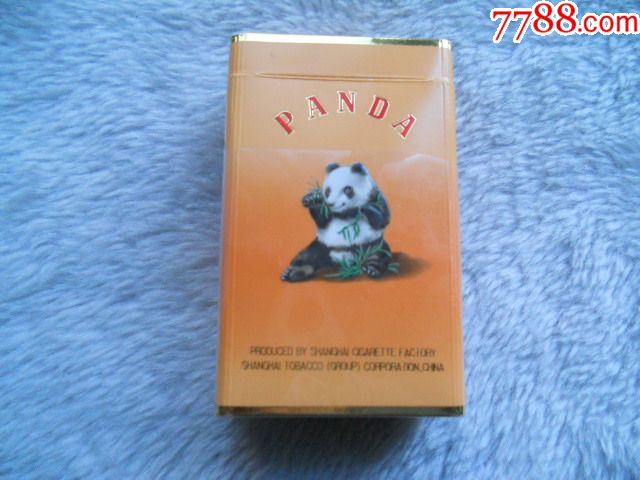 7788.com
PANDA
PRODUCED BY SHANGHAI CIGARETTE FACTORY
SHANGHAI TOBACCO (GROUP) CORPORATION,CHINA